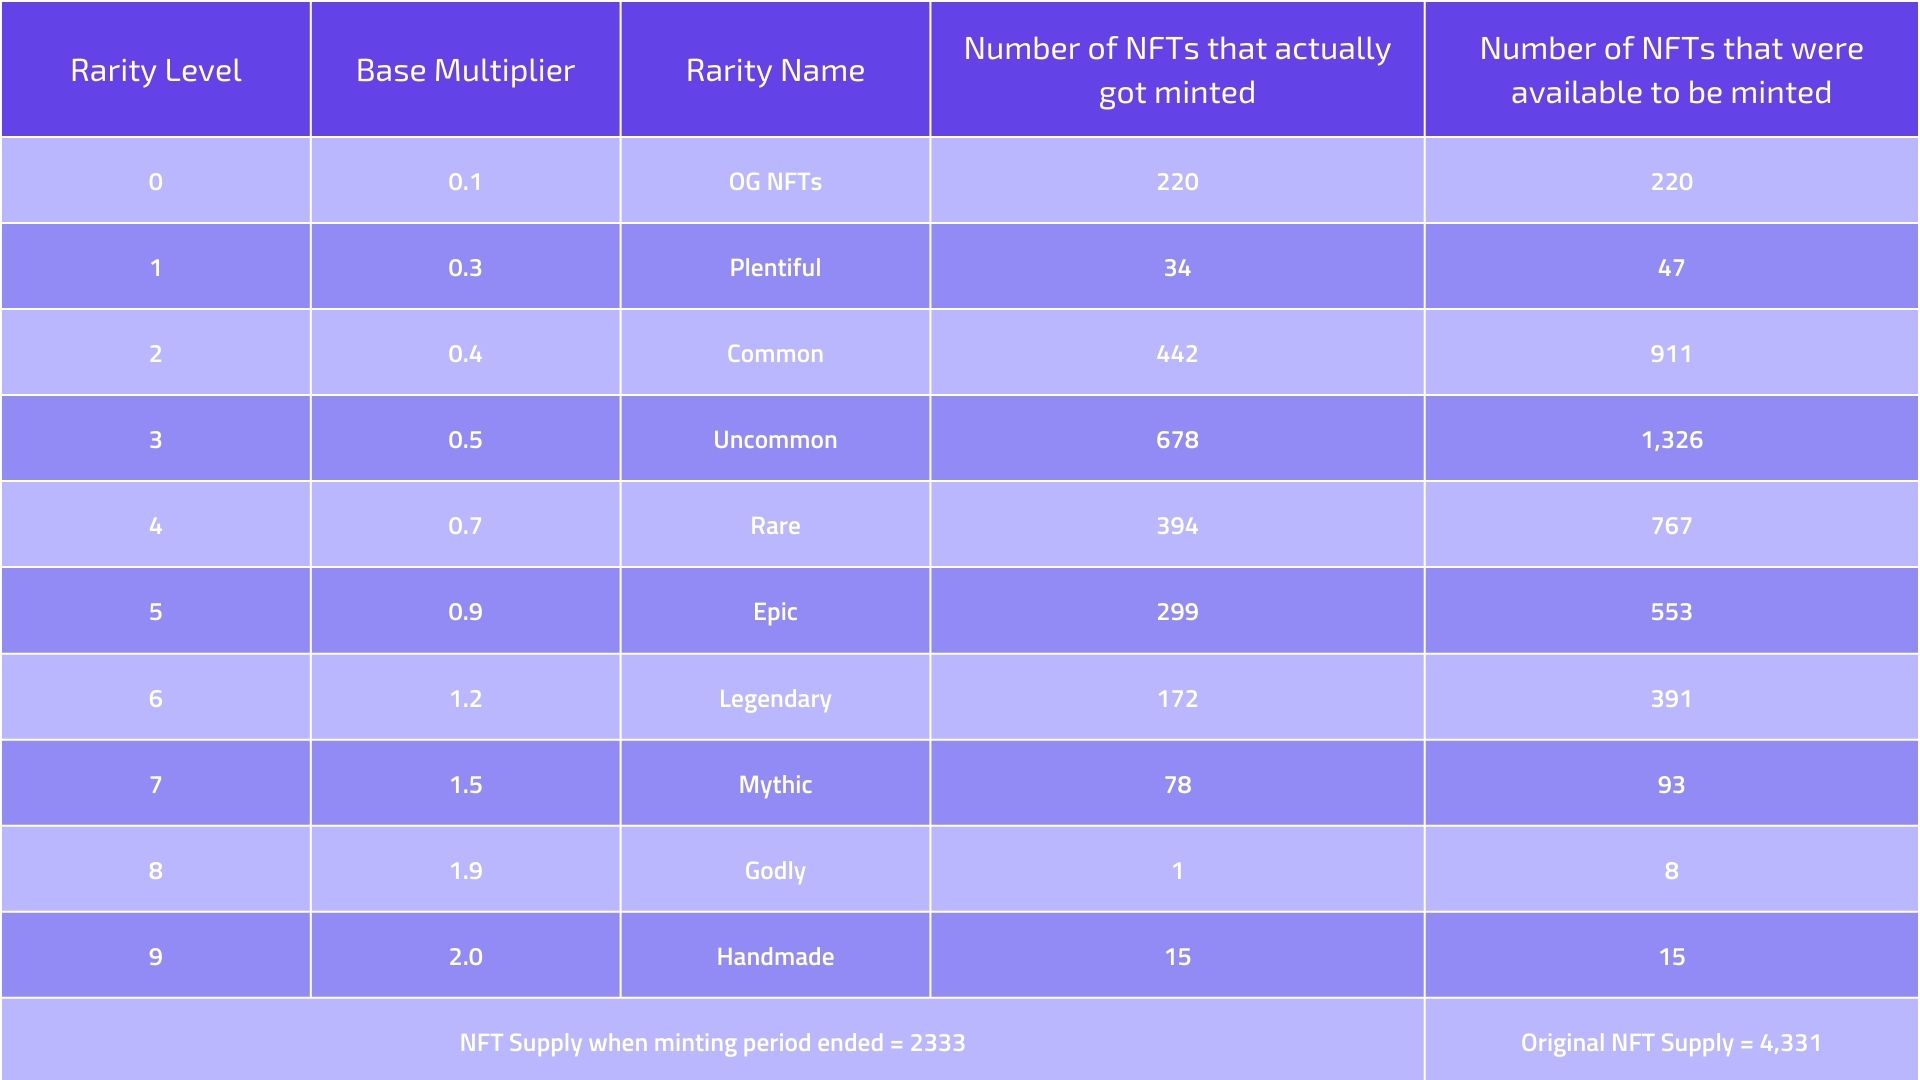 Rarity Level Base Multiplier Rarity Name Number of NFTs that actually got minted Number of NFTs that were available to be minted
0 0.1 OG NFTs 220 220
1 0.3 Plentiful 34 47
2 0.4 Common 442 911
3 0.5 Uncommon 678 1,326
4 0.7 Rare 394 767
5 0.9 Epic 299 553
6 1.2 Legendary 172 391
7 1.5 Mythic 78 93
8 1.9 Godly 1 8
9 2.0 Handmade 15 15
NFT Supply when minting period ended = 2333 Original NFT Supply = 4,331